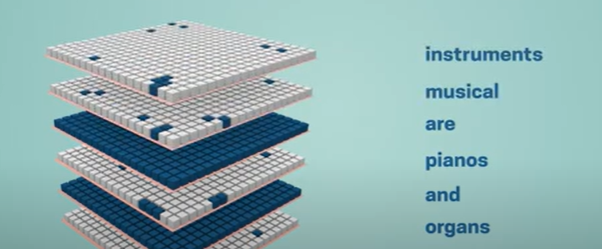 instruments
musical
are
pianos
and
organs